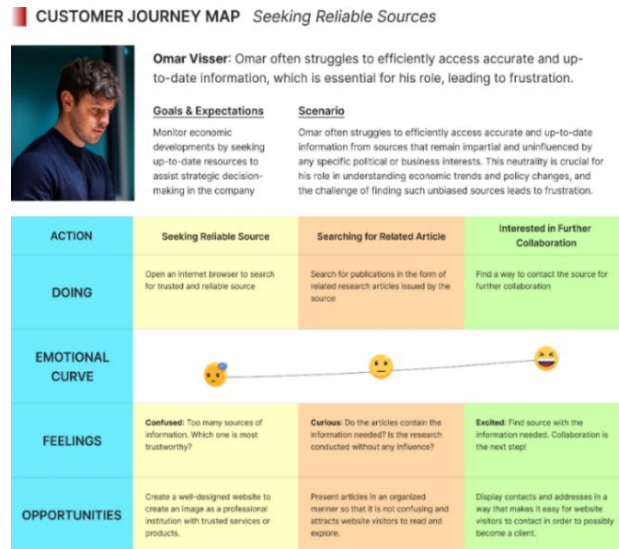 CUSTOMER JOURNEY MAP Seeking Reliable Sources
Omar Visser: Omar often struggles to efficiently access accurate and up-
to-date information, which is essential for his role, leading to frustration.
Goals & Expectations
Monitor economic
developments by seeking
up-to-date resources to
assist strategic decision-
making in the company
Scenario
Omar often struggles to efficiently access accurate and up-to-date
information from sources that remain impartial and uninfluenced by
any specific political or business interests. This neutrality is crucial for
his role in understanding economic trends and policy changes, and
the challenge of finding such unbiased sources leads to frustration.
ACTION
Seeking Reliable Source
Searching for Related Article
Interested in Further
Collaboration
DOING
Open an internet browser to search
for trusted and reliable source
Search for publications in the form of
related research articles issued by the
source
Find a way to contact the source for
further collaboration
EMOTIONAL
CURVE
FEELINGS
Confused: Too many sources of
information. Which one is most
trustworthy?
Curious: Do the articles contain the
information needed? Is the research
conducted without any influence?
Excited: Find source with the
information needed. Collaboration is
the next step!
OPPORTUNITIES
Create a well-designed website to
create an image as a professional
institution with trusted services or
products.
Present articles in an organized
manner so that it is not confusing and
attracts website visitors to read and
explore.
Display contacts and addresses in a
way that makes it easy for website
visitors to contact in order to possibly
become a client.